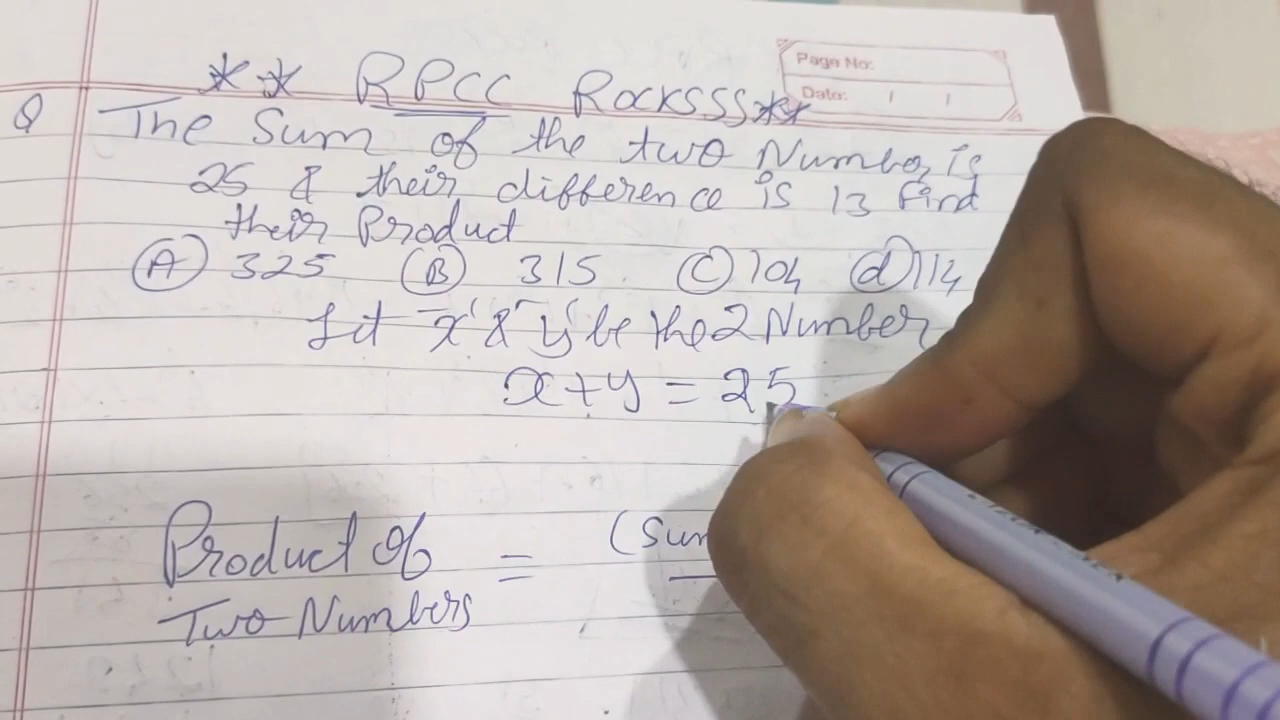 ** RPCC Rocksss**
Page No:
Date: / /
Q The Sum of the two Number is
25 & their difference is 13 find
their Product
(A) 325 (B) 315 (C) 104 (d) 114
Let 'x' & 'y' be the 2 Number
x+y = 25
Product of = (Sum
Two Numbers